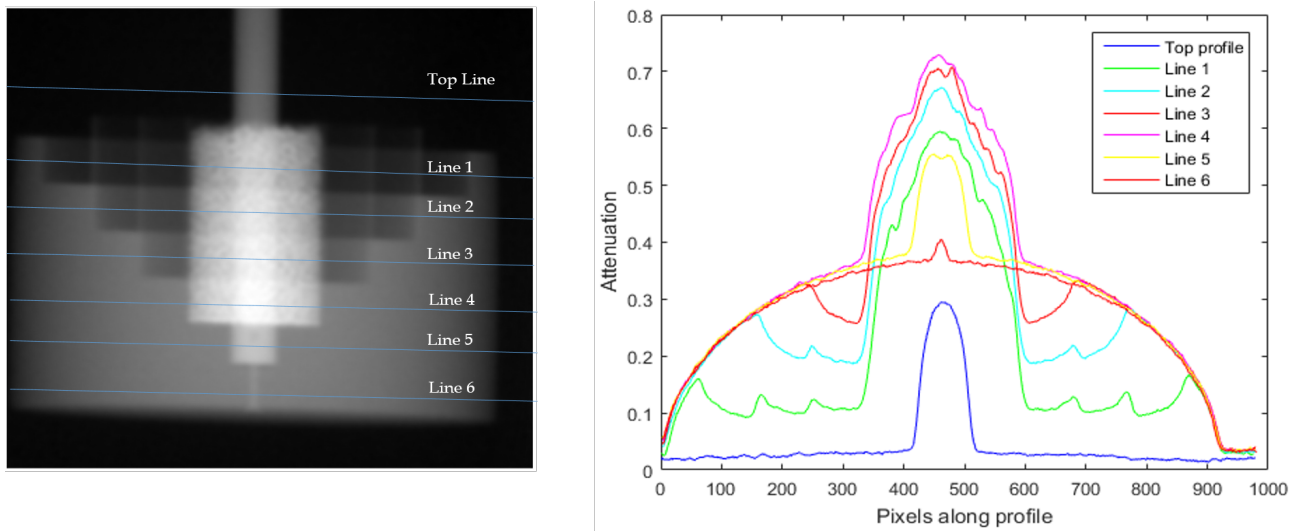 Top Line
Line 1
Line 2
Line 3
Line 4
Line 5
Line 6
0.8
0.7
0.6
0.5
0.4
0.3
0.2
0.1
0
Attenuation
Top profile
Line 1
Line 2
Line 3
Line 4
Line 5
Line 6
0 100 200 300 400 500 600 700 800 900 1000
Pixels along profile